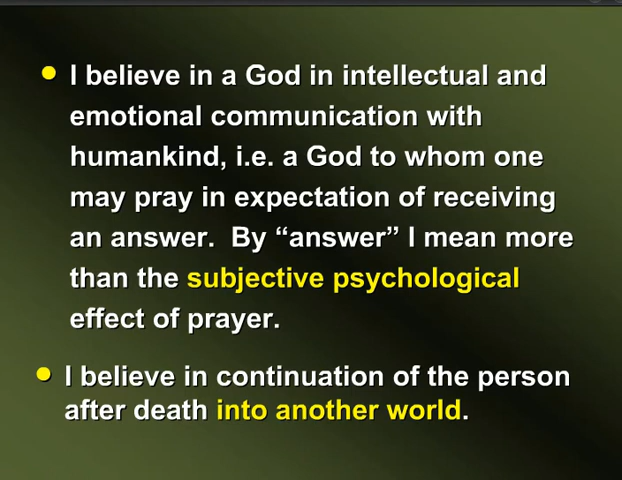 I believe in a God in intellectual and
emotional communication with
humankind, i.e. a God to whom one
may pray in expectation of receiving
an answer.  By “answer” I mean more
than the subjective psychological
effect of prayer.
I believe in continuation of the person
after death into another world.